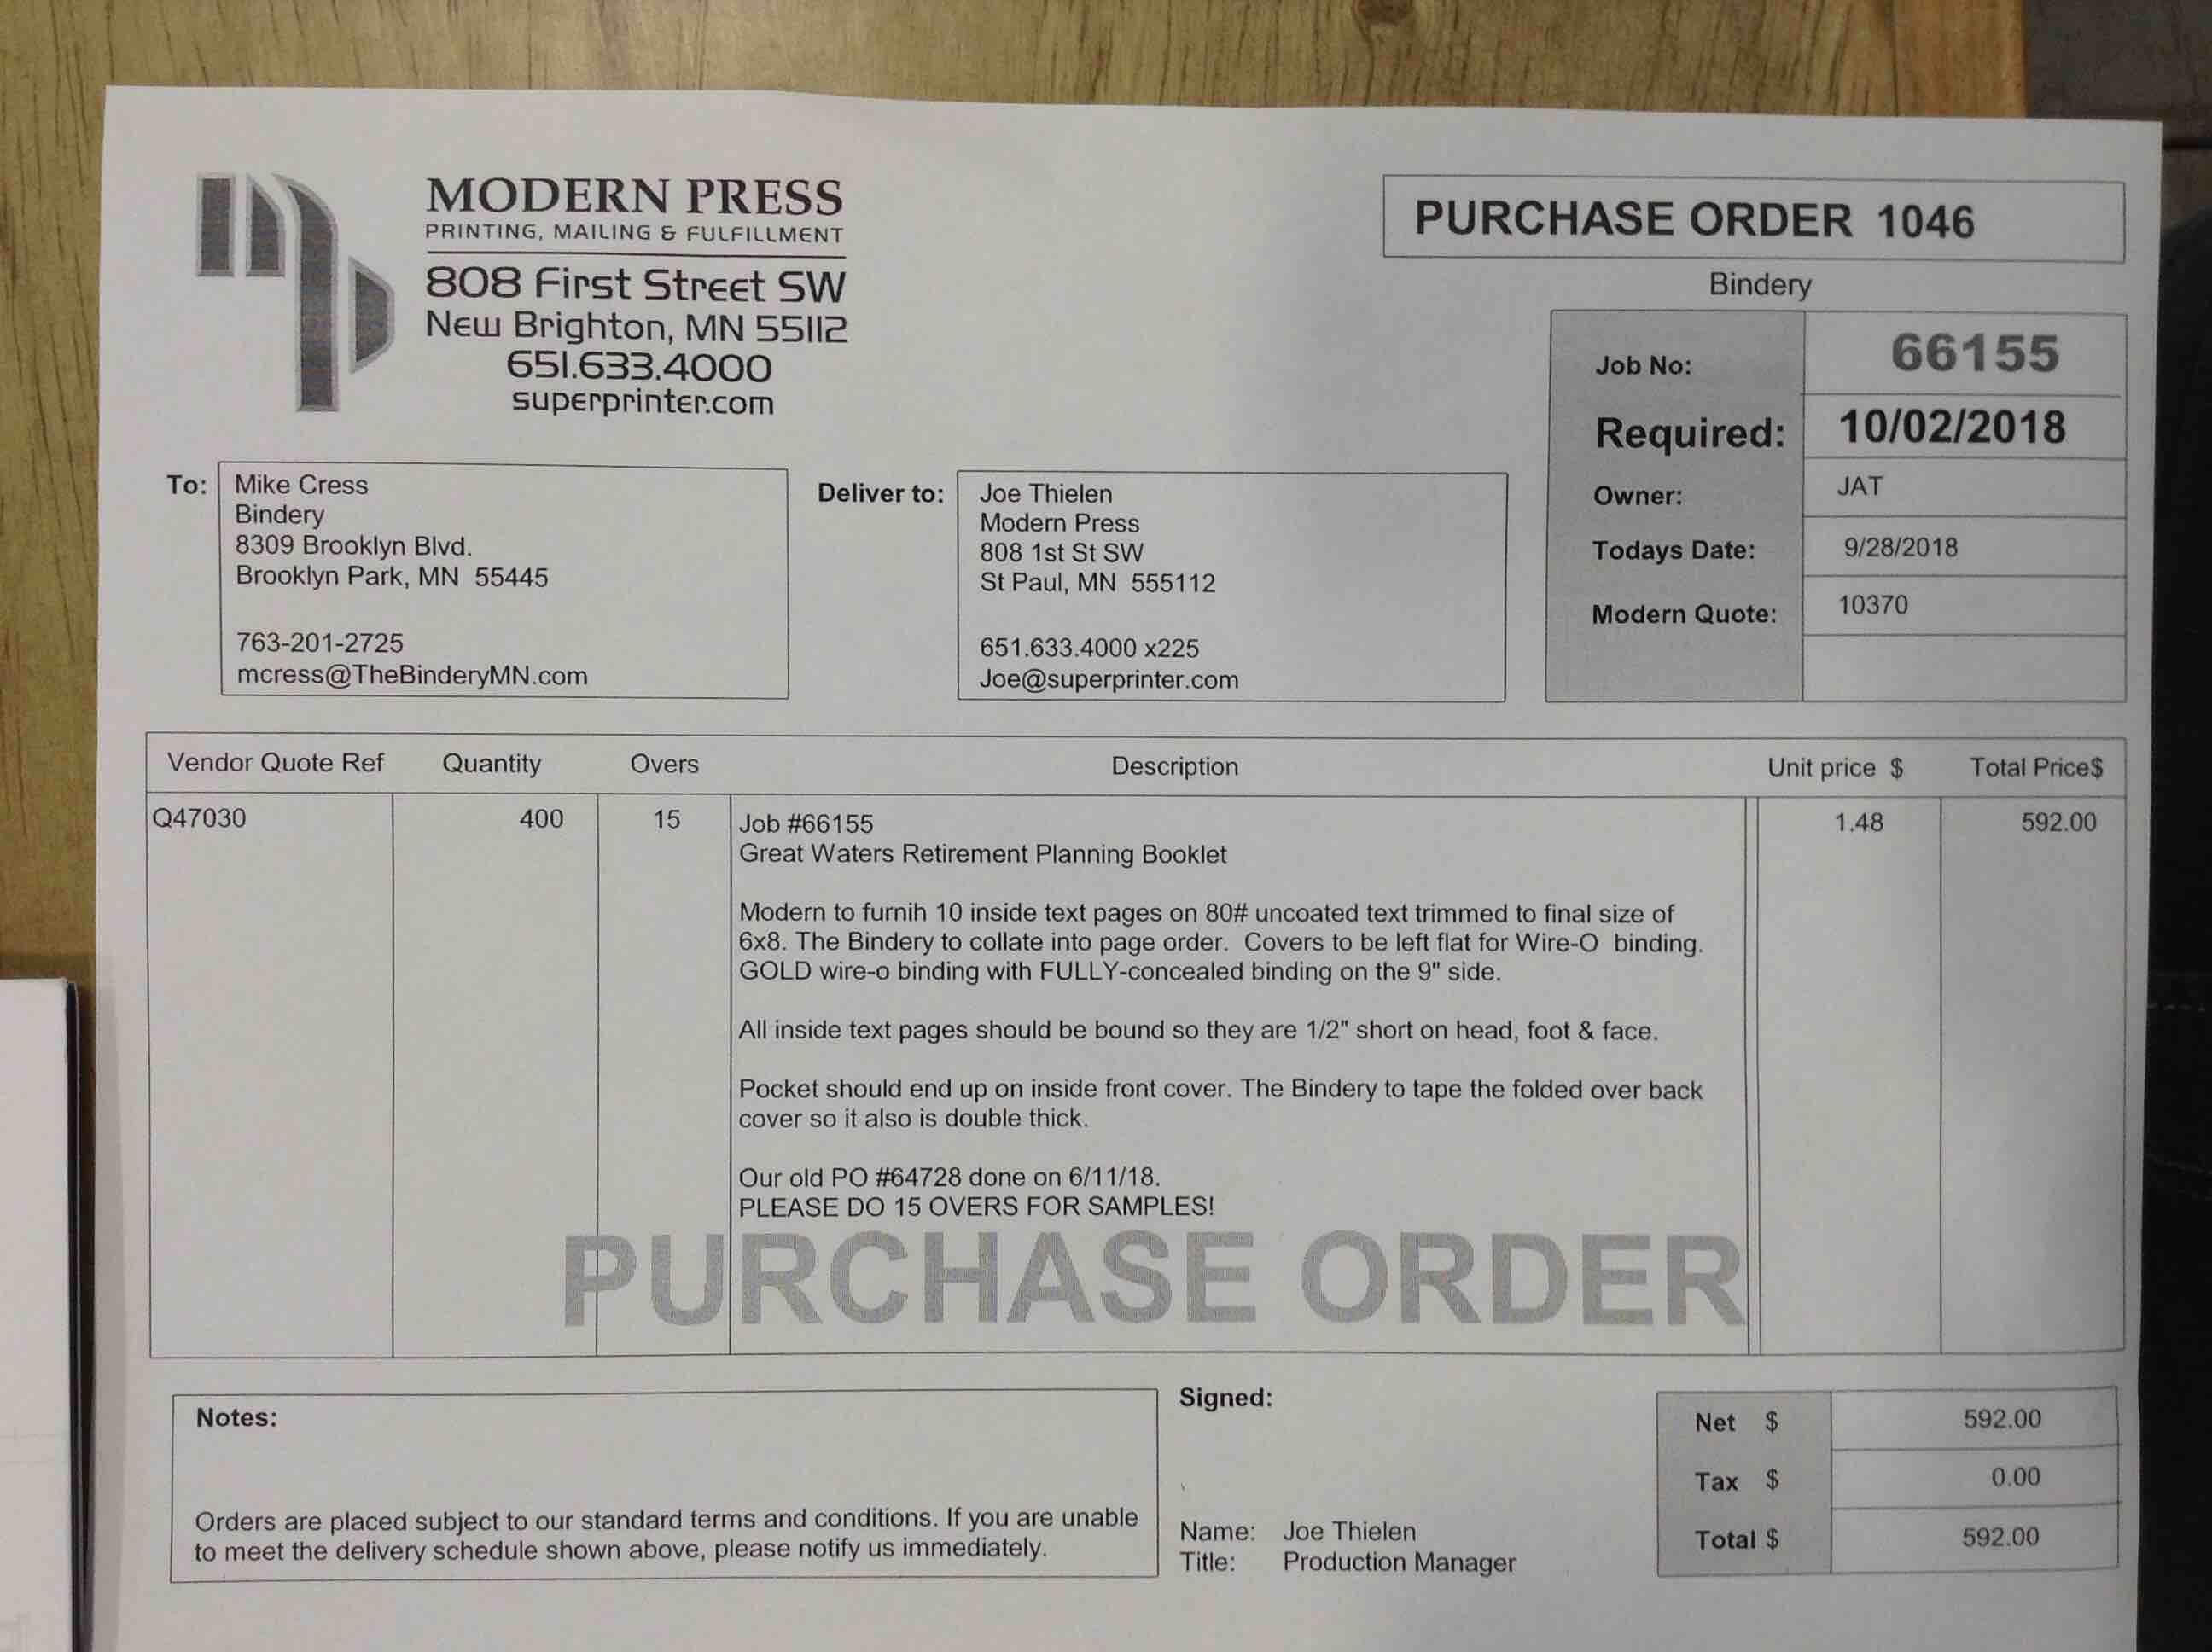 MODERN PRESS
PRINTING, MAILING & FULFILLMENT
808 First Street SW
New Brighton, MN 55112
651.633.4000
superprinter.com
PURCHASE ORDER 1046
Bindery
Job No: 66155
Required: 10/02/2018
Owner: JAT
Todays Date: 9/28/2018
Modern Quote: 10370
To:
Mike Cress
Bindery
8309 Brooklyn Blvd.
Brooklyn Park, MN 55445
763-201-2725
mcress@TheBinderyMN.com
Deliver to:
Joe Thielen
Modern Press
808 1st St SW
St Paul, MN 555112
651.633.4000 x225
Joe@superprinter.com
Vendor Quote Ref Quantity Overs Description Unit price $ Total Price$
Q47030 400 15 Job #66155 1.48 592.00
Great Waters Retirement Planning Booklet
Modern to furnih 10 inside text pages on 80# uncoated text trimmed to final size of
6x8. The Bindery to collate into page order. Covers to be left flat for Wire-O binding.
GOLD wire-o binding with FULLY-concealed binding on the 9" side.
All inside text pages should be bound so they are 1/2" short on head, foot & face.
Pocket should end up on inside front cover. The Bindery to tape the folded over back
cover so it also is double thick.
Our old PO #64728 done on 6/11/18.
PLEASE DO 15 OVERS FOR SAMPLES!
PURCHASE ORDER
Notes:
Orders are placed subject to our standard terms and conditions. If you are unable
to meet the delivery schedule shown above, please notify us immediately.
Signed:
Name: Joe Thielen
Title: Production Manager
Net $ 592.00
Tax $ 0.00
Total $ 592.00